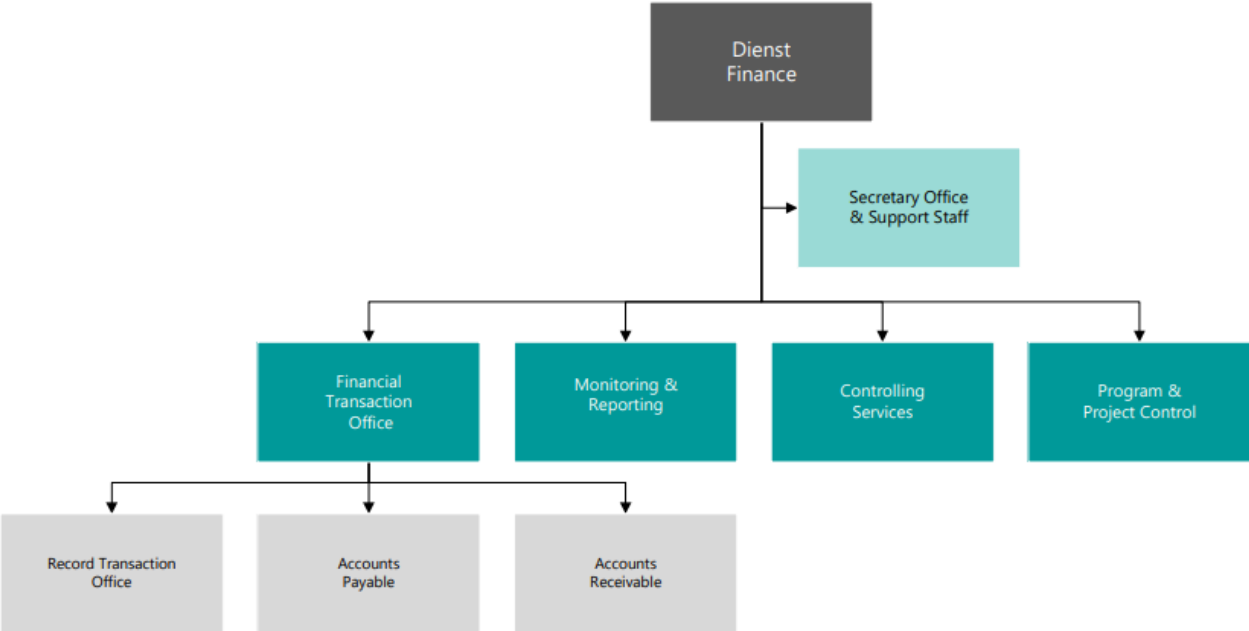 Dienst
Finance
Secretary Office
& Support Staff
Financial
Transaction
Office
Monitoring &
Reporting
Controlling
Services
Program &
Project Control
Record Transaction
Office
Accounts
Payable
Accounts
Receivable